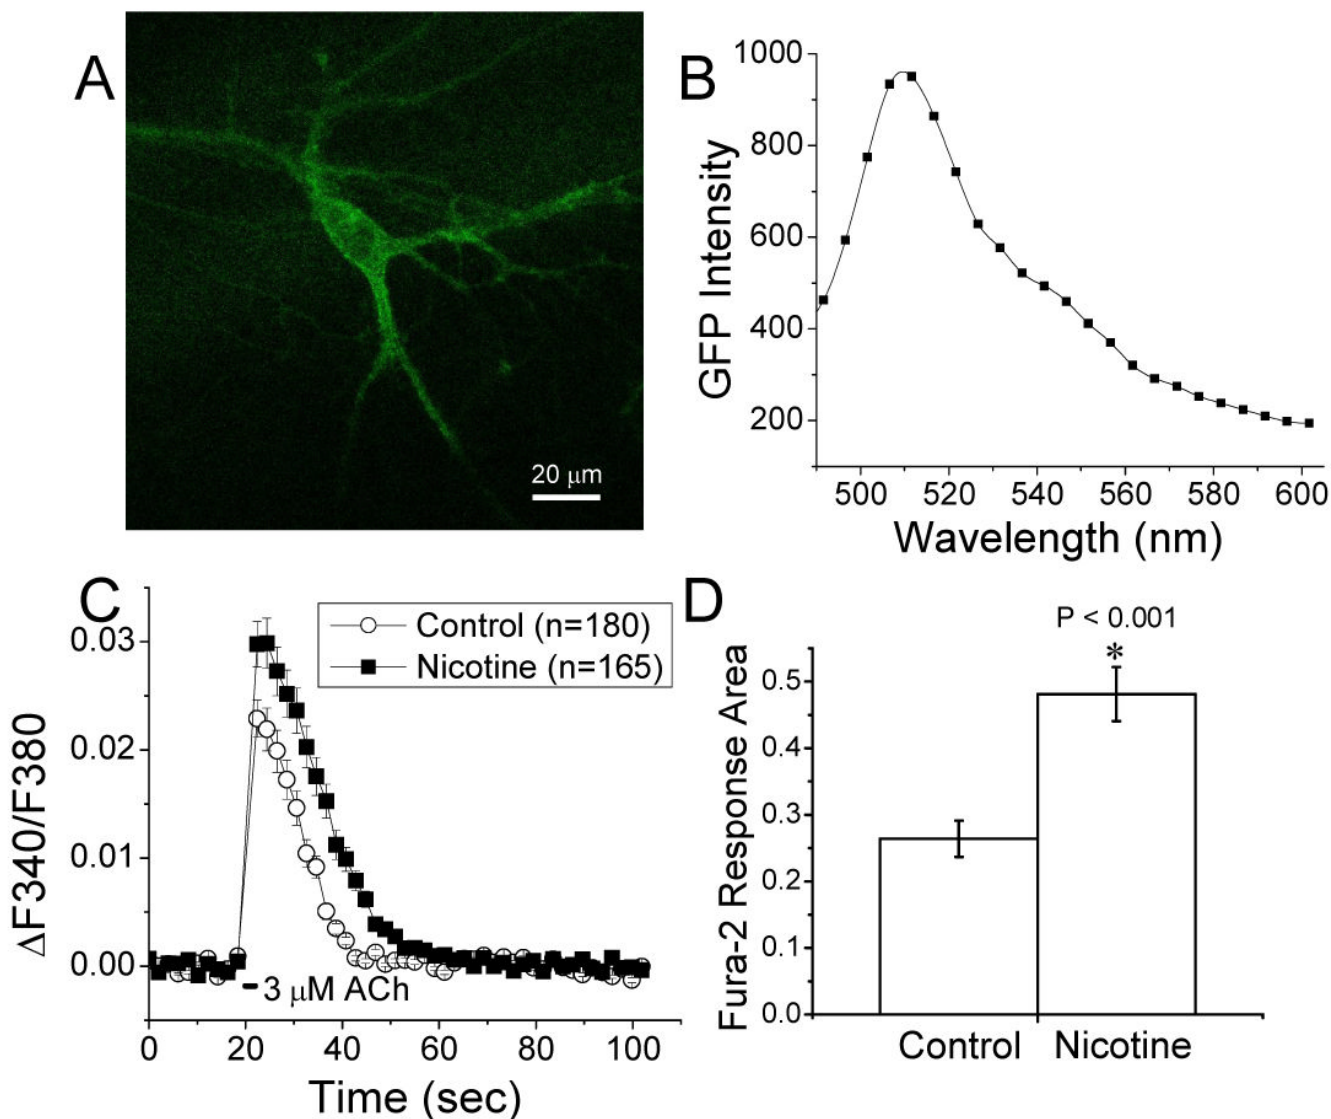 A
20 μm
B
GFP Intensity
1000
800
600
400
200
500 520 540 560 580 600
Wavelength (nm)
C
Control (n=180)
Nicotine (n=165)
ΔF340/F380
0.03
0.02
0.01
0.00
3 μM ACh
0 20 40 60 80 100
Time (sec)
D
P < 0.001
*
Fura-2 Response Area
0.5
0.4
0.3
0.2
0.1
0.0
Control Nicotine